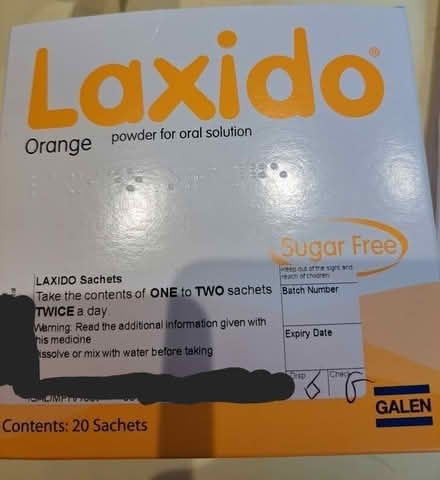 Laxido®
Orange powder for oral solution
Sugar Free
Keep out of the sight and
reach of children
LAXIDO Sachets
Take the contents of ONE to TWO sachets
TWICE a day.
Warning: Read the additional information given with
his medicine
issolve or mix with water before taking
Batch Number
Expiry Date
Disp
Check
GALEN
Contents: 20 Sachets